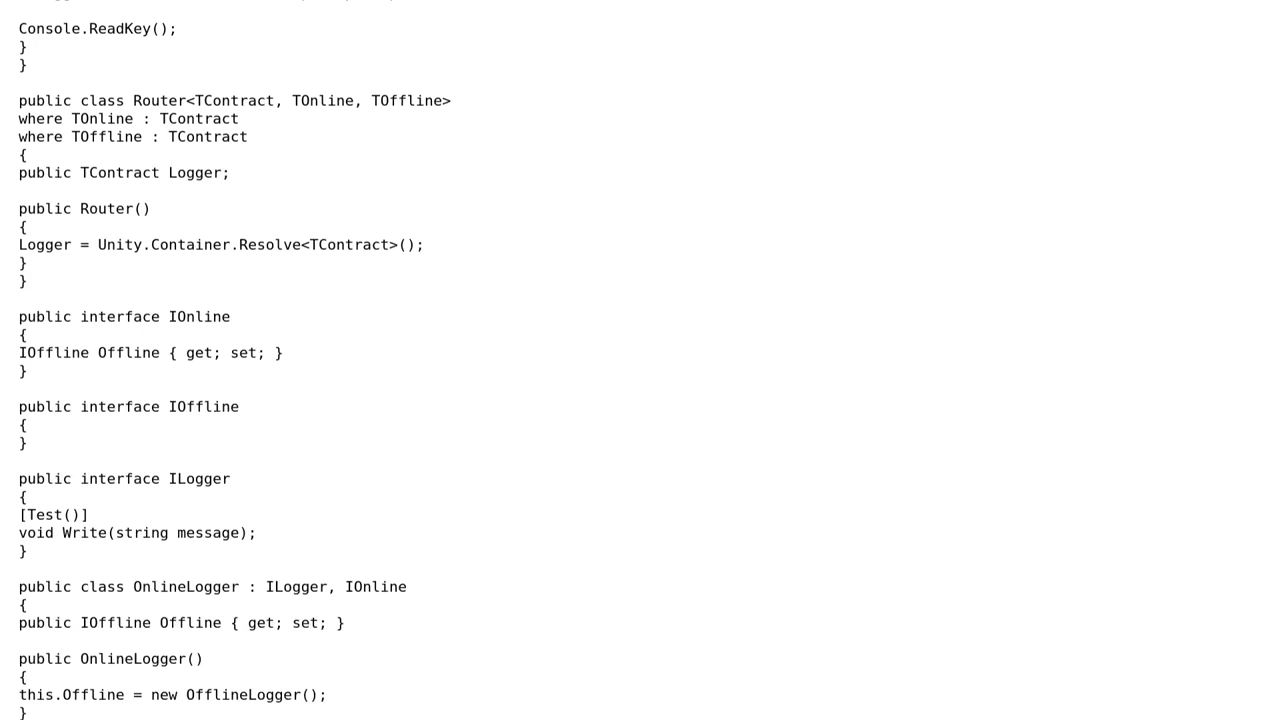 Console.ReadKey();
}
}
public class Router<TContract, TOnline, TOffline>
where TOnline : TContract
where TOffline : TContract
{
public TContract Logger;
public Router()
{
Logger = Unity.Container.Resolve<TContract>();
}
}
public interface IOnline
{
IOffline Offline { get; set; }
}
public interface IOffline
{
}
public interface ILogger
{
[Test()]
void Write(string message);
}
public class OnlineLogger : ILogger, IOnline
{
public IOffline Offline { get; set; }
public OnlineLogger()
{
this.Offline = new OfflineLogger();
}